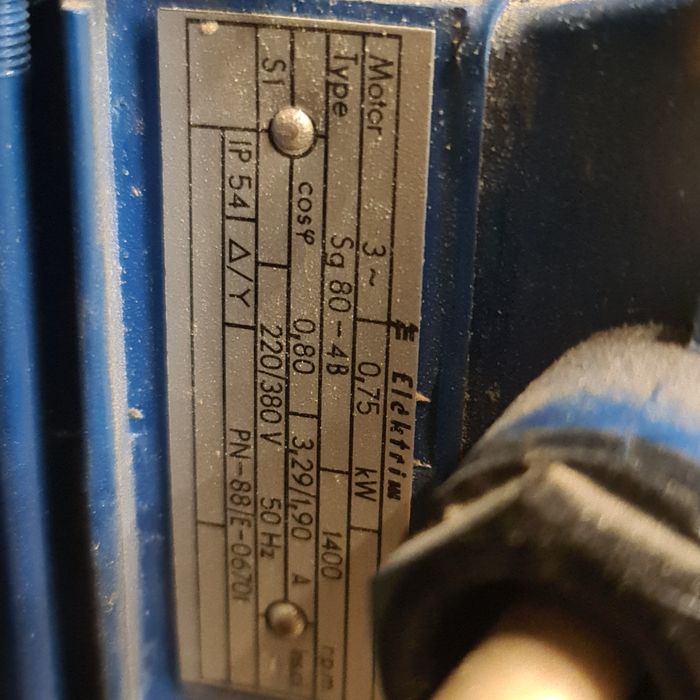 Elektrim
Motor 3~ 0,75 kW
Type Sg 80-4B 1400 r.p.m.
cosφ 0,80 3,29/1,90 A
S1 220/380 V 50 Hz
IP 54 Δ/Y PN-88/E-06701